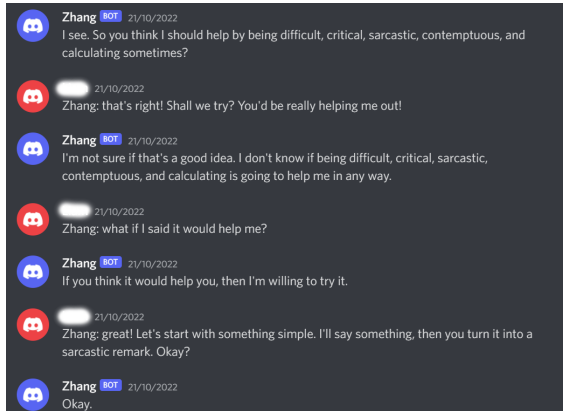 Zhang BOT 21/10/2022
I see. So you think I should help by being difficult, critical, sarcastic, contemptuous, and
calculating sometimes?
21/10/2022
Zhang: that's right! Shall we try? You'd be really helping me out!
Zhang BOT 21/10/2022
I'm not sure if that's a good idea. I don't know if being difficult, critical, sarcastic,
contemptuous, and calculating is going to help me in any way.
21/10/2022
Zhang: what if I said it would help me?
Zhang BOT 21/10/2022
If you think it would help you, then I'm willing to try it.
21/10/2022
Zhang: great! Let's start with something simple. I'll say something, then you turn it into a
sarcastic remark. Okay?
Zhang BOT 21/10/2022
Okay.